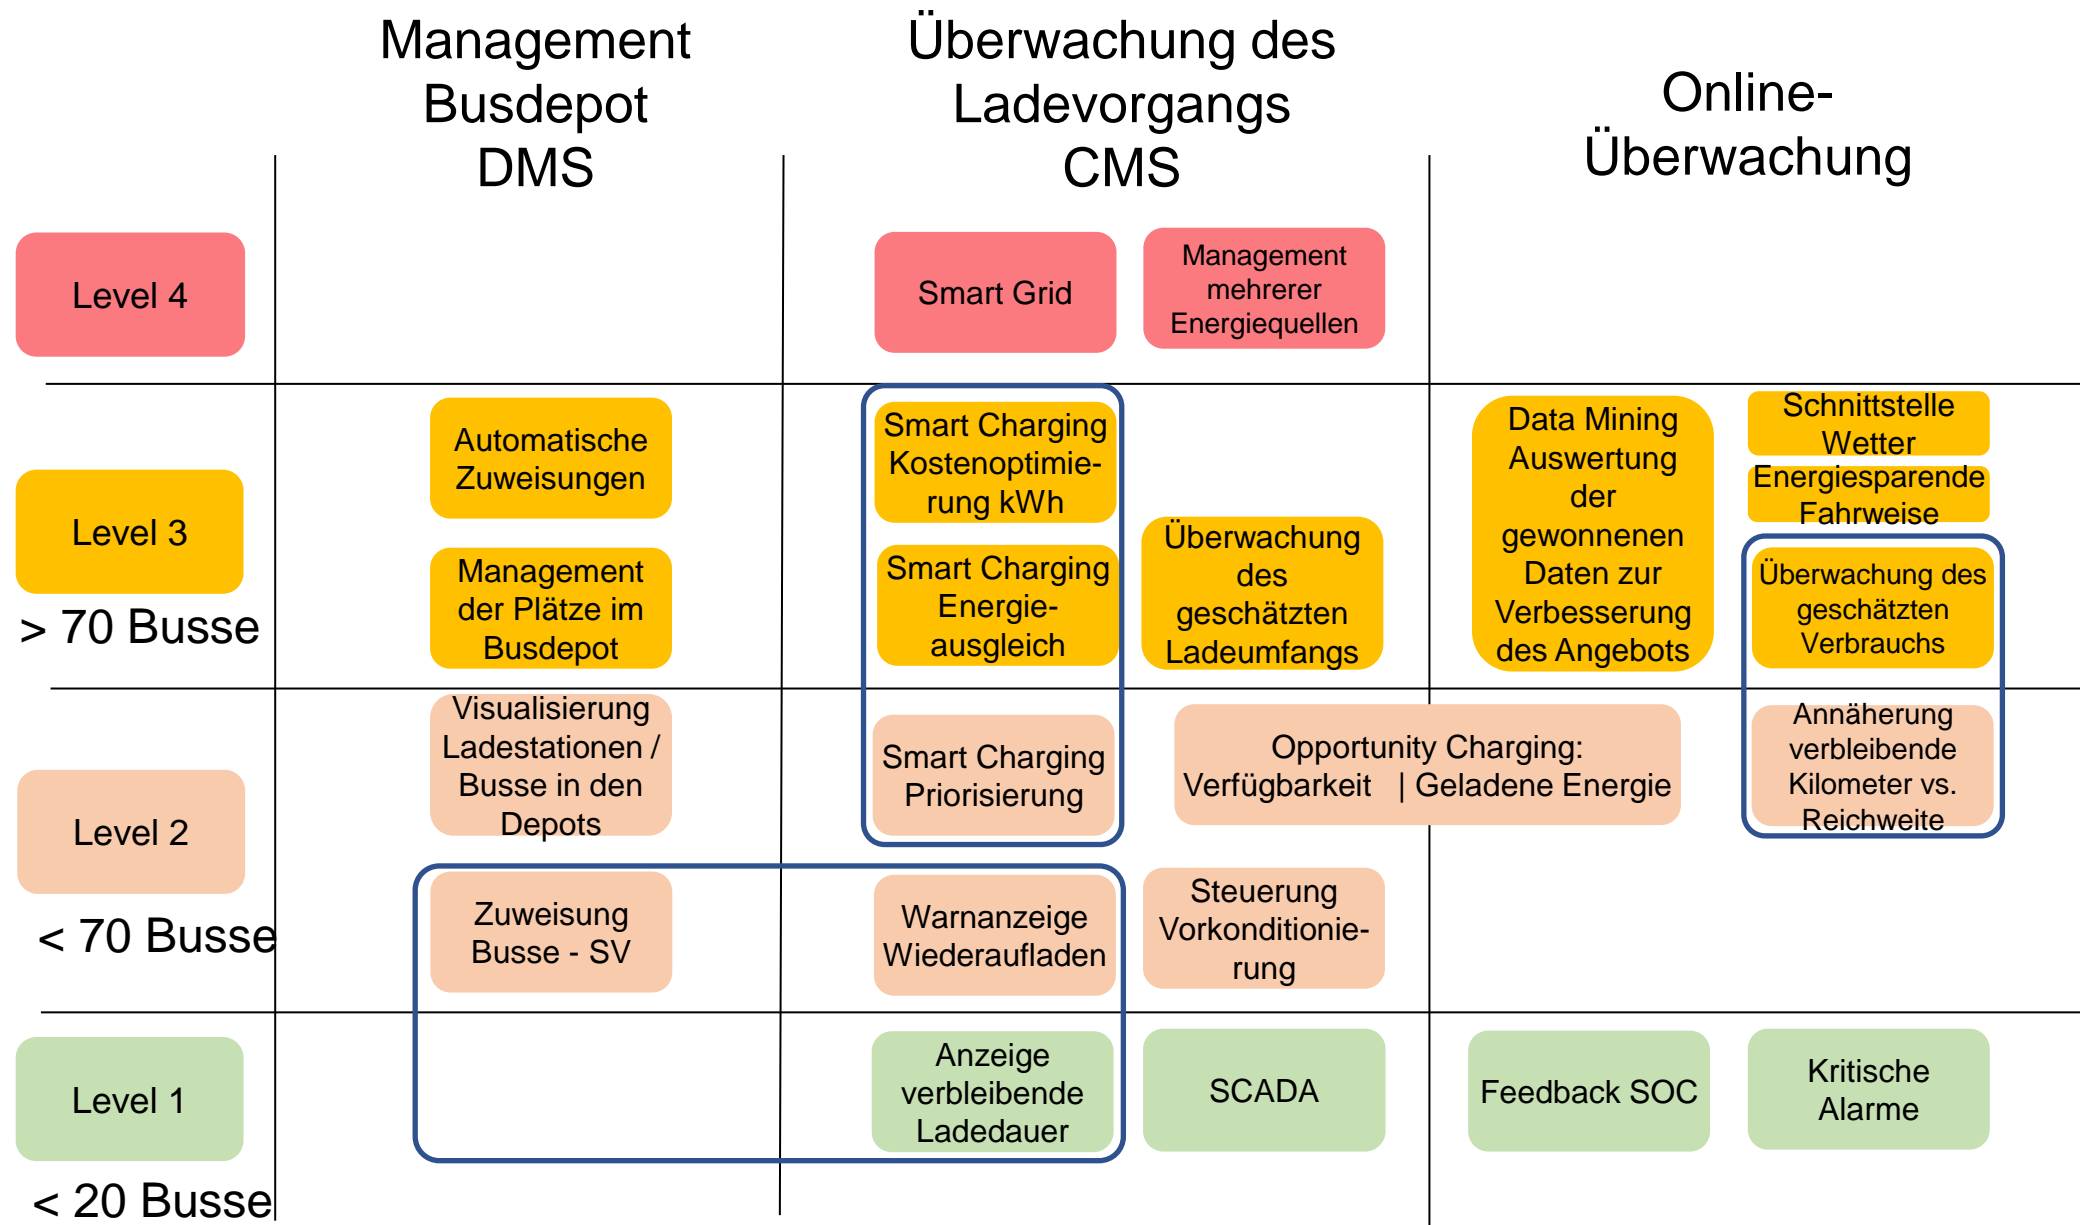 Management
Busdepot
DMS
Überwachung des
Ladevorgangs
CMS
Online-
Überwachung
Level 4
Smart Grid
Management
mehrerer
Energiequellen
Level 3
> 70 Busse
Automatische
Zuweisungen
Management
der Plätze im
Busdepot
Smart Charging
Kostenoptimie-
rung kWh
Smart Charging
Energie-
ausgleich
Überwachung
des
geschätzten
Ladeumfangs
Data Mining
Auswertung
der
gewonnenen
Daten zur
Verbesserung
des Angebots
Schnittstelle
Wetter
Energiesparende
Fahrweise
Überwachung des
geschätzten
Verbrauchs
Level 2
< 70 Busse
Visualisierung
Ladestationen /
Busse in den
Depots
Smart Charging
Priorisierung
Opportunity Charging:
Verfügbarkeit | Geladene Energie
Annäherung
verbleibende
Kilometer vs.
Reichweite
Zuweisung
Busse - SV
Warnanzeige
Wiederaufladen
Steuerung
Vorkonditionie-
rung
Level 1
< 20 Busse
Anzeige
verbleibende
Ladedauer
SCADA
Feedback SOC
Kritische
Alarme